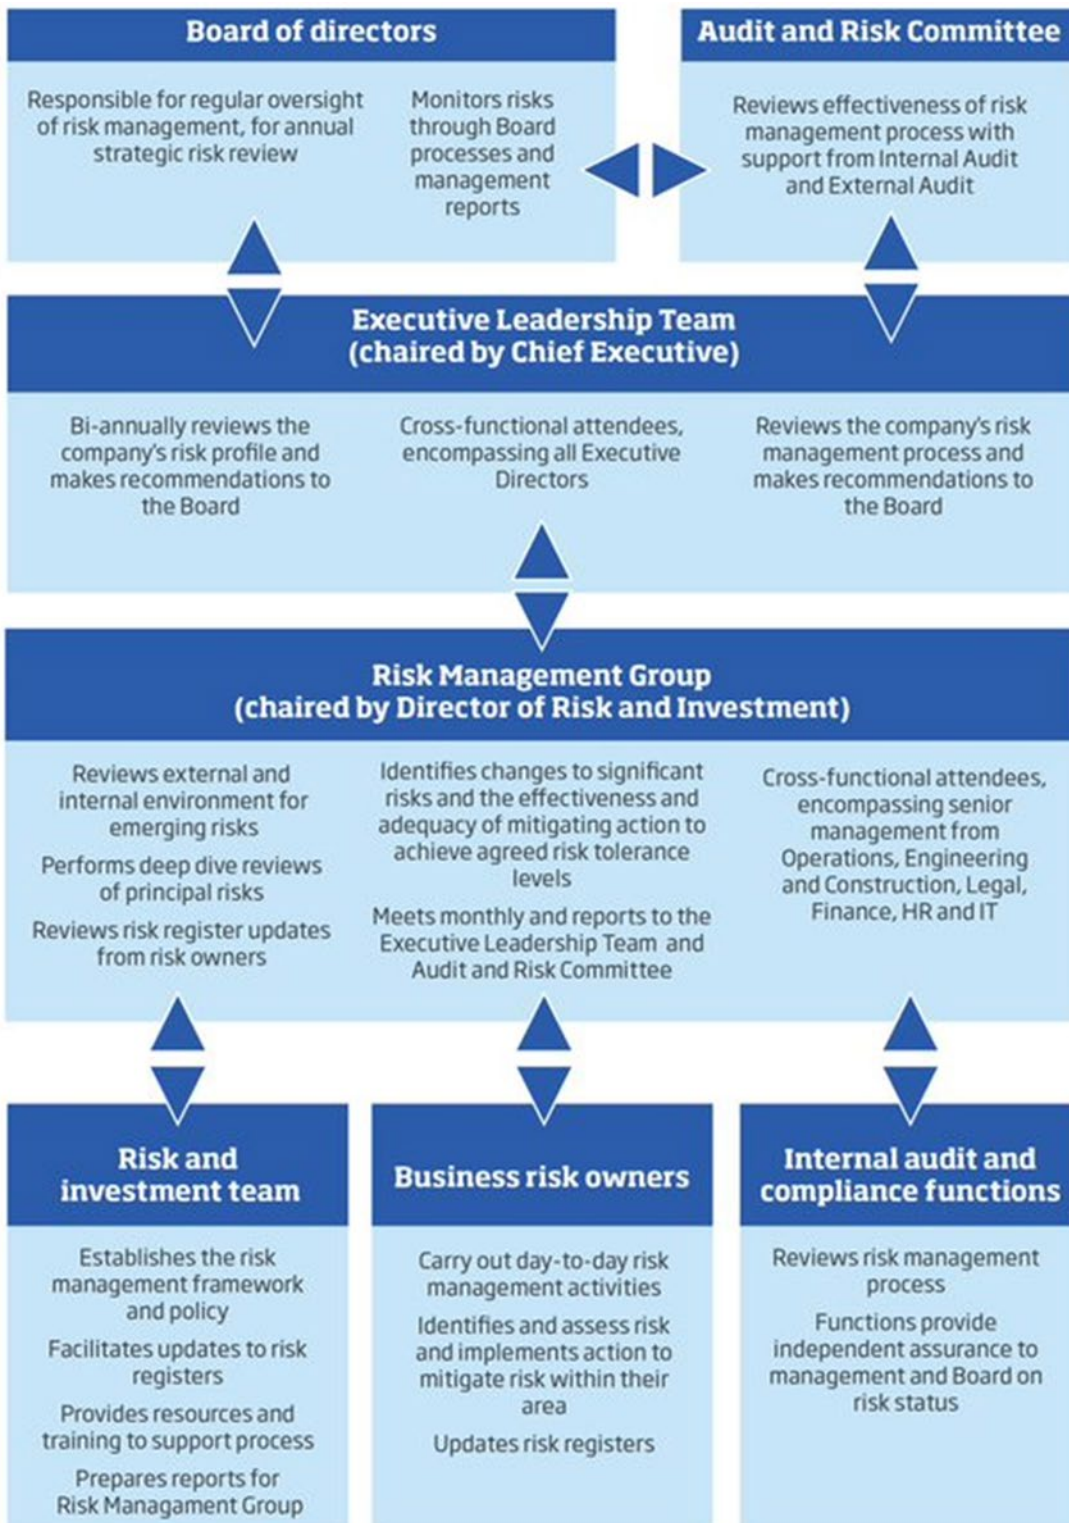 Board of directors
Responsible for regular oversight
of risk management, for annual
strategic risk review
Monitors risks
through Board
processes and
management
reports
Audit and Risk Committee
Reviews effectiveness of risk
management process with
support from Internal Audit
and External Audit
Executive Leadership Team
(chaired by Chief Executive)
Bi-annually reviews the
company's risk profile and
makes recommendations to
the Board
Cross-functional attendees,
encompassing all Executive
Directors
Reviews the company's risk
management process and
makes recommendations to
the Board
Risk Management Group
(chaired by Director of Risk and Investment)
Reviews external and
internal environment for
emerging risks
Performs deep dive reviews
of principal risks
Reviews risk register updates
from risk owners
Identifies changes to significant
risks and the effectiveness and
adequacy of mitigating action to
achieve agreed risk tolerance
levels
Meets monthly and reports to the
Executive Leadership Team and
Audit and Risk Committee
Cross-functional attendees,
encompassing senior
management from
Operations, Engineering
and Construction, Legal,
Finance, HR and IT
Risk and
investment team
Establishes the risk
management framework
and policy
Facilitates updates to risk
registers
Provides resources and
training to support process
Prepares reports for
Risk Managament Group
Business risk owners
Carry out day-to-day risk
management activities
Identifies and assess risk
and implements action to
mitigate risk within their
area
Updates risk registers
Internal audit and
compliance functions
Reviews risk management
process
Functions provide
independent assurance to
management and Board on
risk status